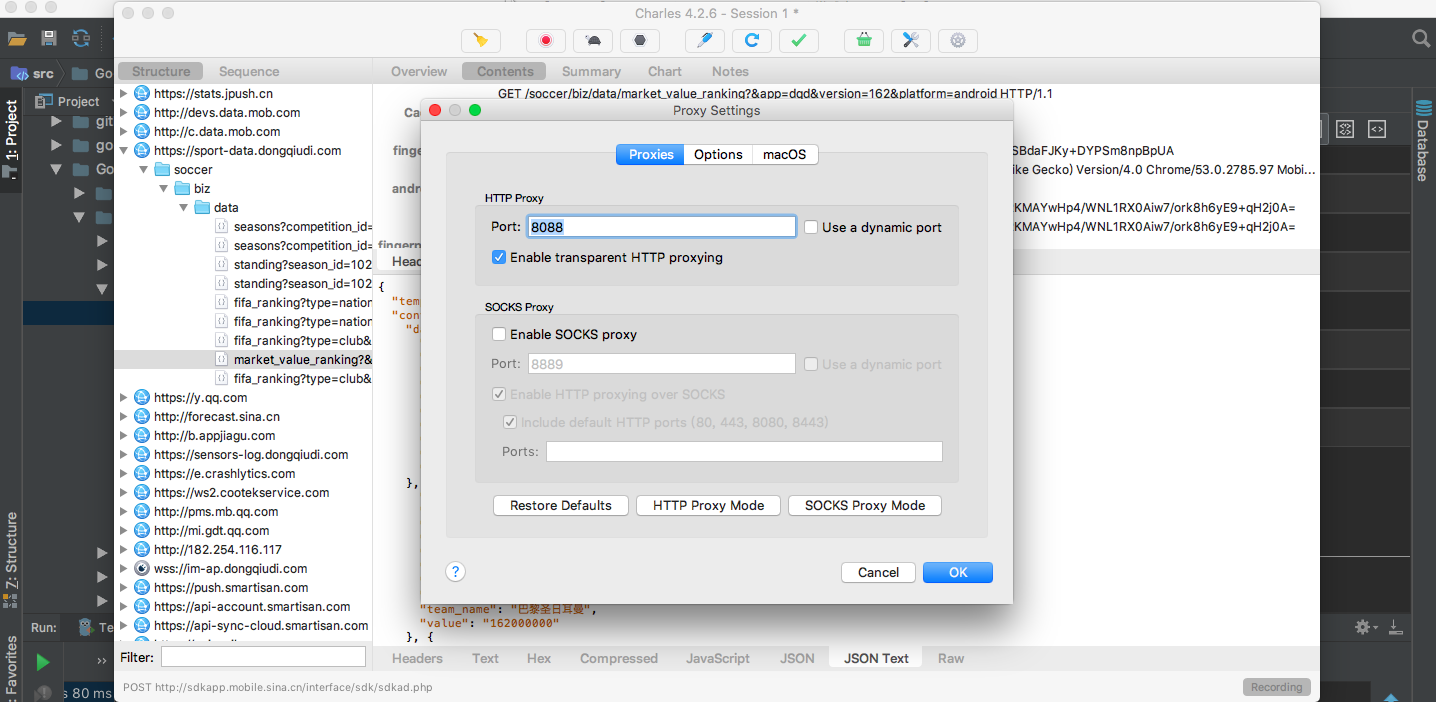 Charles 4.2.6 - Session 1 *
src
Go
Structure
Sequence
Overview
Contents
Summary
Chart
Notes
1: Project
Project
git
go
Go
https://stats.jpush.cn
http://devs.data.mob.com
http://c.data.mob.com
https://sport-data.dongqiudi.com
soccer
biz
data
seasons?competition_id=
seasons?competition_id=
standing?season_id=102
standing?season_id=102
fifa_ranking?type=nation
fifa_ranking?type=nation
fifa_ranking?type=club&
market_value_ranking?&
fifa_ranking?type=club&
https://y.qq.com
http://forecast.sina.cn
http://b.appjiagu.com
https://sensors-log.dongqiudi.com
https://e.crashlytics.com
https://ws2.cootekservice.com
http://pms.mb.qq.com
http://mi.gdt.qq.com
http://182.254.116.117
wss://im-ap.dongqiudi.com
https://push.smartisan.com
https://api-account.smartisan.com
https://api-sync-cloud.smartisan.com
Filter:
GET /soccer/biz/data/market_value_ranking?&app=dqd&version=162&platform=android HTTP/1.1
Cac
finge
SBdaFJKy+DYPSm8npBpUA
ike Gecko) Version/4.0 Chrome/53.0.2785.97 Mobi...
andr
KMAYwHp4/WNL1RX0Aiw7/ork8h6yE9+qH2j0A=
KMAYwHp4/WNL1RX0Aiw7/ork8h6yE9+qH2j0A=
fingerp
Head
{
"tem
"con
"d
},
Proxy Settings
Proxies
Options
macOS
HTTP Proxy
Port:
8088
Use a dynamic port
Enable transparent HTTP proxying
SOCKS Proxy
Enable SOCKS proxy
Port:
8889
Use a dynamic port
Enable HTTP proxying over SOCKS
Include default HTTP ports (80, 443, 8080, 8443)
Ports:
Restore Defaults
HTTP Proxy Mode
SOCKS Proxy Mode
?
Cancel
OK
"team_name": "巴黎圣日耳曼",
"value": "162000000"
}, {
Headers
Text
Hex
Compressed
JavaScript
JSON
JSON Text
Raw
POST http://sdkapp.mobile.sina.cn/interface/sdk/sdkad.php
Recording
Database
Z: Structure
Favorites
Run:
Te
s 80 ms